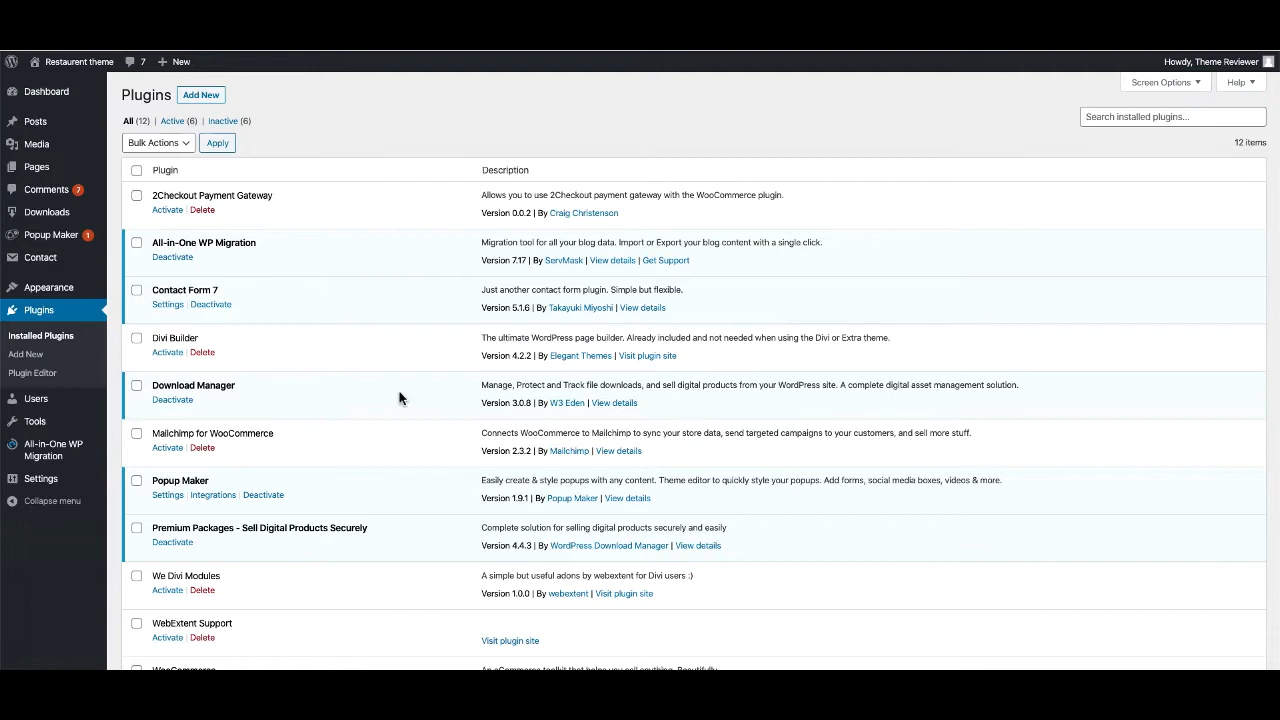 Restaurent theme 7 New Howdy, Theme Reviewer
Screen Options Help
Dashboard
Posts
Media
Pages
Comments 7
Downloads
Popup Maker 1
Contact
Appearance
Plugins
Installed Plugins
Add New
Plugin Editor
Users
Tools
All-in-One WP
Migration
Settings
Collapse menu
Plugins Add New
All (12) | Active (6) | Inactive (6)
Search installed plugins...
Bulk Actions Apply
12 items
Plugin Description
2Checkout Payment Gateway Allows you to use 2Checkout payment gateway with the WooCommerce plugin.
Activate | Delete Version 0.0.2 | By Craig Christenson
All-in-One WP Migration Migration tool for all your blog data. Import or Export your blog content with a single click.
Deactivate Version 7.17 | By ServMask | View details | Get Support
Contact Form 7 Just another contact form plugin. Simple but flexible.
Settings | Deactivate Version 5.1.6 | By Takayuki Miyoshi | View details
Divi Builder The ultimate WordPress page builder. Already included and not needed when using the Divi or Extra theme.
Activate | Delete Version 4.2.2 | By Elegant Themes | Visit plugin site
Download Manager Manage, Protect and Track file downloads, and sell digital products from your WordPress site. A complete digital asset management solution.
Deactivate Version 3.0.8 | By W3 Eden | View details
Mailchimp for WooCommerce Connects WooCommerce to Mailchimp to sync your store data, send targeted campaigns to your customers, and sell more stuff.
Activate | Delete Version 2.3.2 | By Mailchimp | View details
Popup Maker Easily create & style popups with any content. Theme editor to quickly style your popups. Add forms, social media boxes, videos & more.
Settings | Integrations | Deactivate Version 1.9.1 | By Popup Maker | View details
Premium Packages - Sell Digital Products Securely Complete solution for selling digital products securely and easily
Deactivate Version 4.4.3 | By WordPress Download Manager | View details
We Divi Modules A simple but useful adons by webextent for Divi users :)
Activate | Delete Version 1.0.0 | By webextent | Visit plugin site
WebExtent Support
Activate | Delete Visit plugin site
WooCommerce An eCommerce toolkit that helps you sell anything. Beautifully.